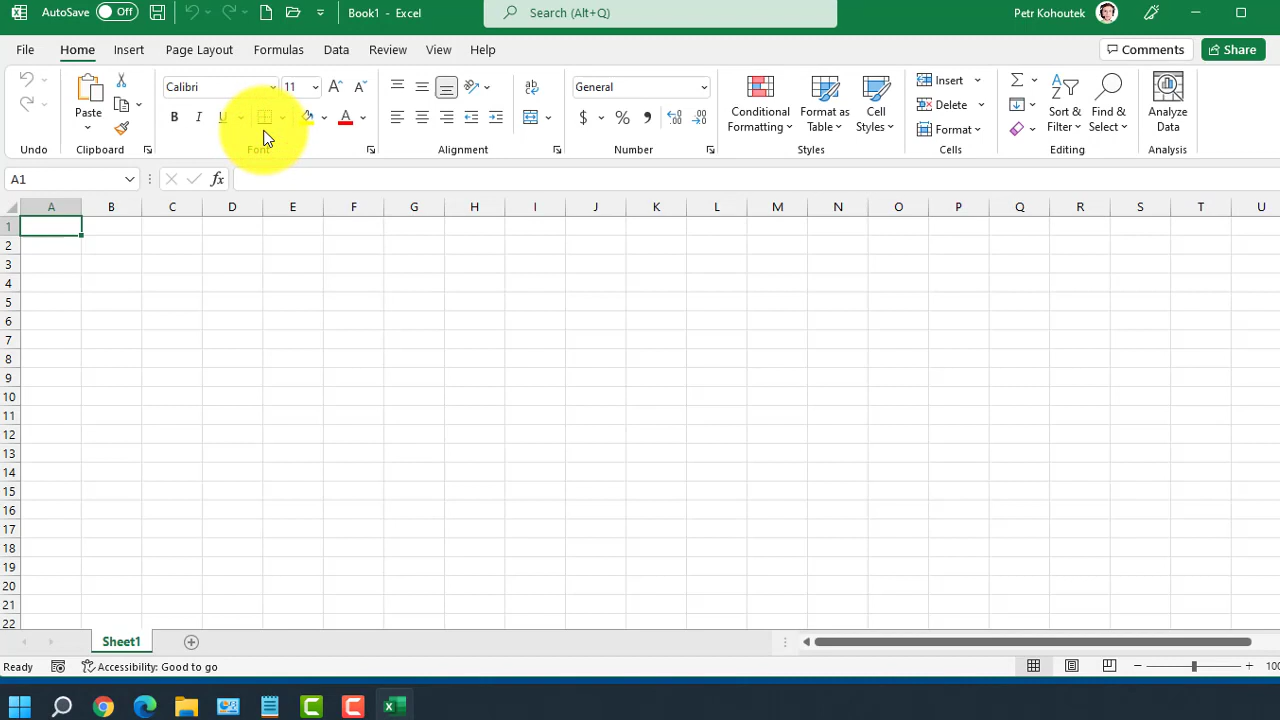 AutoSave Off Book1 - Excel Search (Alt+Q) Petr Kohoutek
File Home Insert Page Layout Formulas Data Review View Help Comments Share
Calibri 11 General $ % Σ
B I U
Paste
Conditional Formatting Format as Table Cell Styles
Insert
Delete
Format
Sort & Filter Find & Select
Analyze Data
Undo Clipboard Font Alignment Number Styles Cells Editing Analysis
A1 fx
A B C D E F G H I J K L M N O P Q R S T U
1
2
3
4
5
6
7
8
9
10
11
12
13
14
15
16
17
18
19
20
21
22
Sheet1
Ready Accessibility: Good to go 100